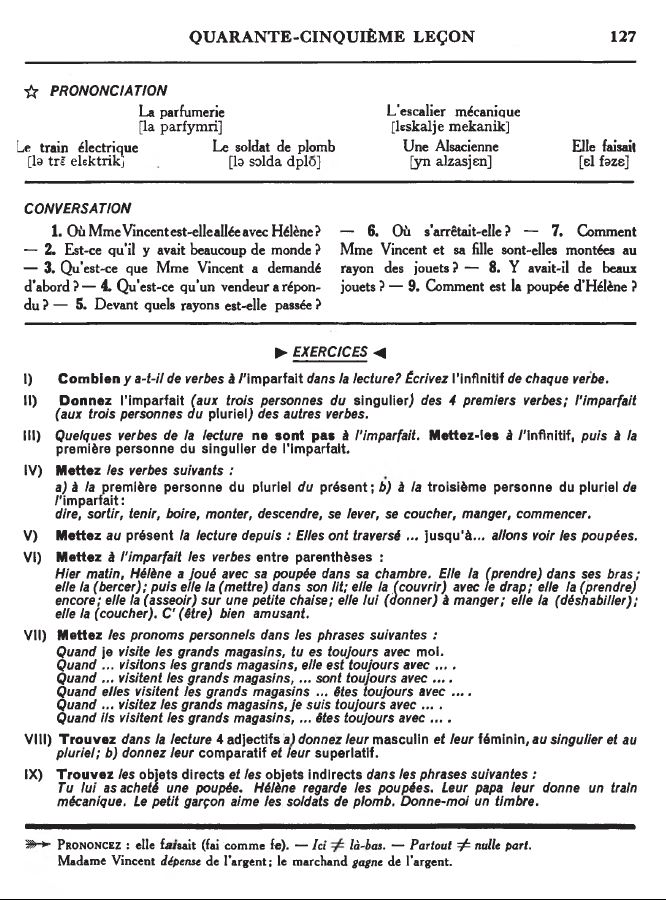 QUARANTE-CINQUIÈME LEÇON 127
☆ PRONONCIATION
La parfumerie L'escalier mécanique
[la parfymri] [lɛskalje mekanik]
Le train électrique Le soldat de plomb Une Alsacienne Elle faisait
[lə trɛ̃ elɛktrik] [lə sɔlda dplɔ̃] [yn alzasjɛn] [ɛl fəzɛ]
CONVERSATION
1. Où Mme Vincent est-elle allée avec Hélène ?
— 2. Est-ce qu'il y avait beaucoup de monde ?
— 3. Qu'est-ce que Mme Vincent a demandé
d'abord ? — 4. Qu'est-ce qu'un vendeur a répon-
du ? — 5. Devant quels rayons est-elle passée ?
— 6. Où s'arrêtait-elle ? — 7. Comment
Mme Vincent et sa fille sont-elles montées au
rayon des jouets ? — 8. Y avait-il de beaux
jouets ? — 9. Comment est la poupée d'Hélène ?
► EXERCICES ◄
I) Combien y a-t-il de verbes à l'imparfait dans la lecture? Écrivez l'infinitif de chaque verbe.
II) Donnez l'imparfait (aux trois personnes du singulier) des 4 premiers verbes; l'imparfait
(aux trois personnes du pluriel) des autres verbes.
III) Quelques verbes de la lecture ne sont pas à l'imparfait. Mettez-les à l'infinitif, puis à la
première personne du singulier de l'imparfait.
IV) Mettez les verbes suivants :
a) à la première personne du pluriel du présent; b) à la troisième personne du pluriel de
l'imparfait:
dire, sortir, tenir, boire, monter, descendre, se lever, se coucher, manger, commencer.
V) Mettez au présent la lecture depuis : Elles ont traversé ... jusqu'à... allons voir les poupées.
VI) Mettez à l'imparfait les verbes entre parenthèses :
Hier matin, Hélène a joué avec sa poupée dans sa chambre. Elle la (prendre) dans ses bras;
elle la (bercer); puis elle la (mettre) dans son lit; elle la (couvrir) avec le drap; elle la (prendre)
encore; elle la (asseoir) sur une petite chaise; elle lui (donner) à manger; elle la (déshabiller);
elle la (coucher). C' (être) bien amusant.
VII) Mettez les pronoms personnels dans les phrases suivantes :
Quand je visite les grands magasins, tu es toujours avec moi.
Quand ... visitons les grands magasins, elle est toujours avec ... .
Quand ... visitent les grands magasins, ... sont toujours avec ... .
Quand elles visitent les grands magasins ... êtes toujours avec ... .
Quand ... visitez les grands magasins, je suis toujours avec ... .
Quand ils visitent les grands magasins, ... êtes toujours avec ... .
VIII) Trouvez dans la lecture 4 adjectifs a) donnez leur masculin et leur féminin, au singulier et au
pluriel; b) donnez leur comparatif et leur superlatif.
IX) Trouvez les objets directs et les objets indirects dans les phrases suivantes :
Tu lui as acheté une poupée. Hélène regarde les poupées. Leur papa leur donne un train
mécanique. Le petit garçon aime les soldats de plomb. Donne-moi un timbre.
➳ PRONONCEZ : elle faisait (fai comme fe). — Ici ≠ là-bas. — Partout ≠ nulle part.
Madame Vincent dépense de l'argent; le marchand gagne de l'argent.